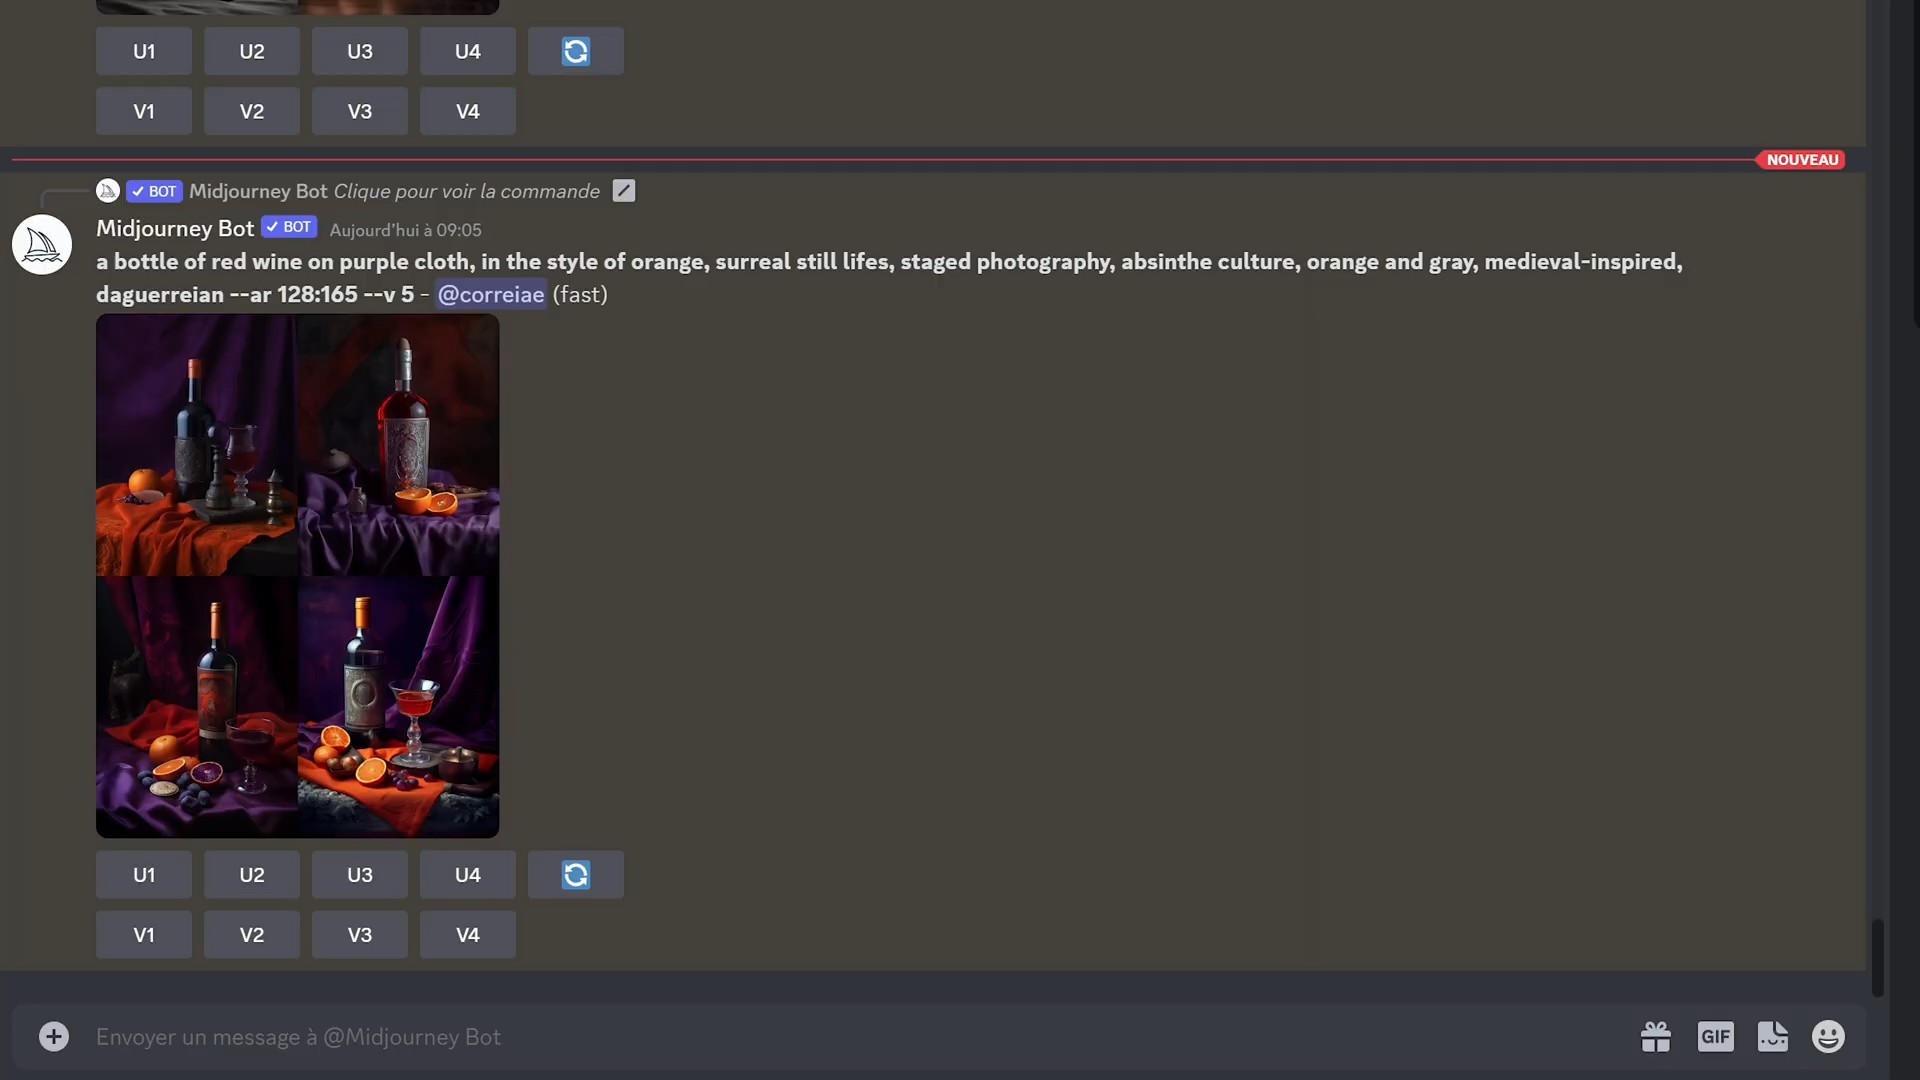 U1 U2 U3 U4
V1 V2 V3 V4
NOUVEAU
BOT Midjourney Bot Clique pour voir la commande
Midjourney Bot BOT Aujourd'hui à 09:05
a bottle of red wine on purple cloth, in the style of orange, surreal still lifes, staged photography, absinthe culture, orange and gray, medieval-inspired,
daguerreian --ar 128:165 --v 5 - @correiae (fast)
U1 U2 U3 U4
V1 V2 V3 V4
Envoyer un message à @Midjourney Bot
GIF